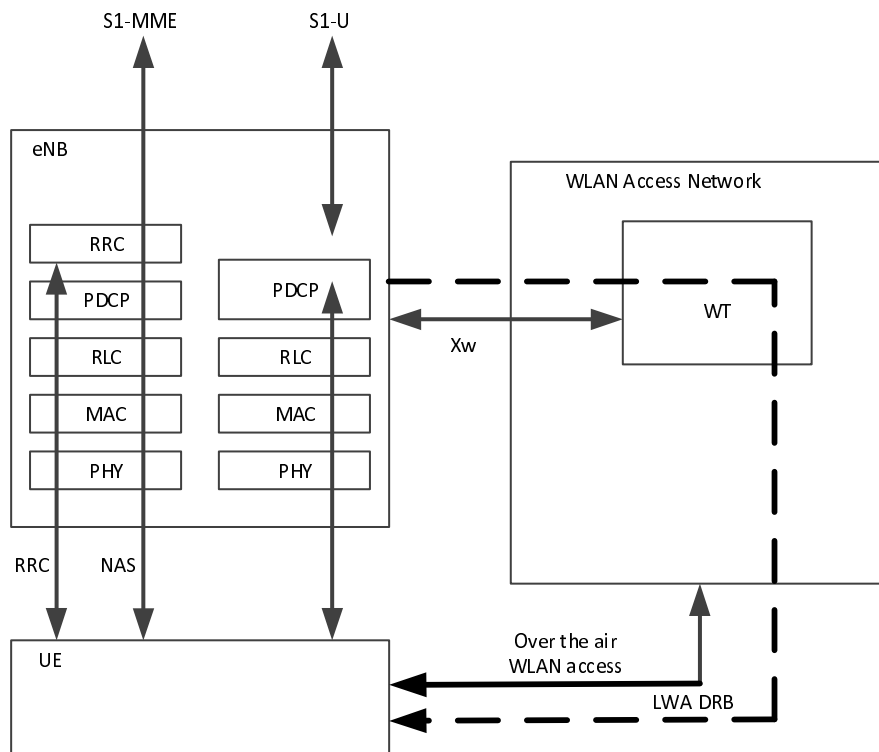 S1-MME
S1-U
eNB
WLAN Access Network
RRC
PDCP
PDCP
WT
Xw
RLC
RLC
MAC
MAC
PHY
PHY
RRC
NAS
Over the air
WLAN access
UE
LWA DRB